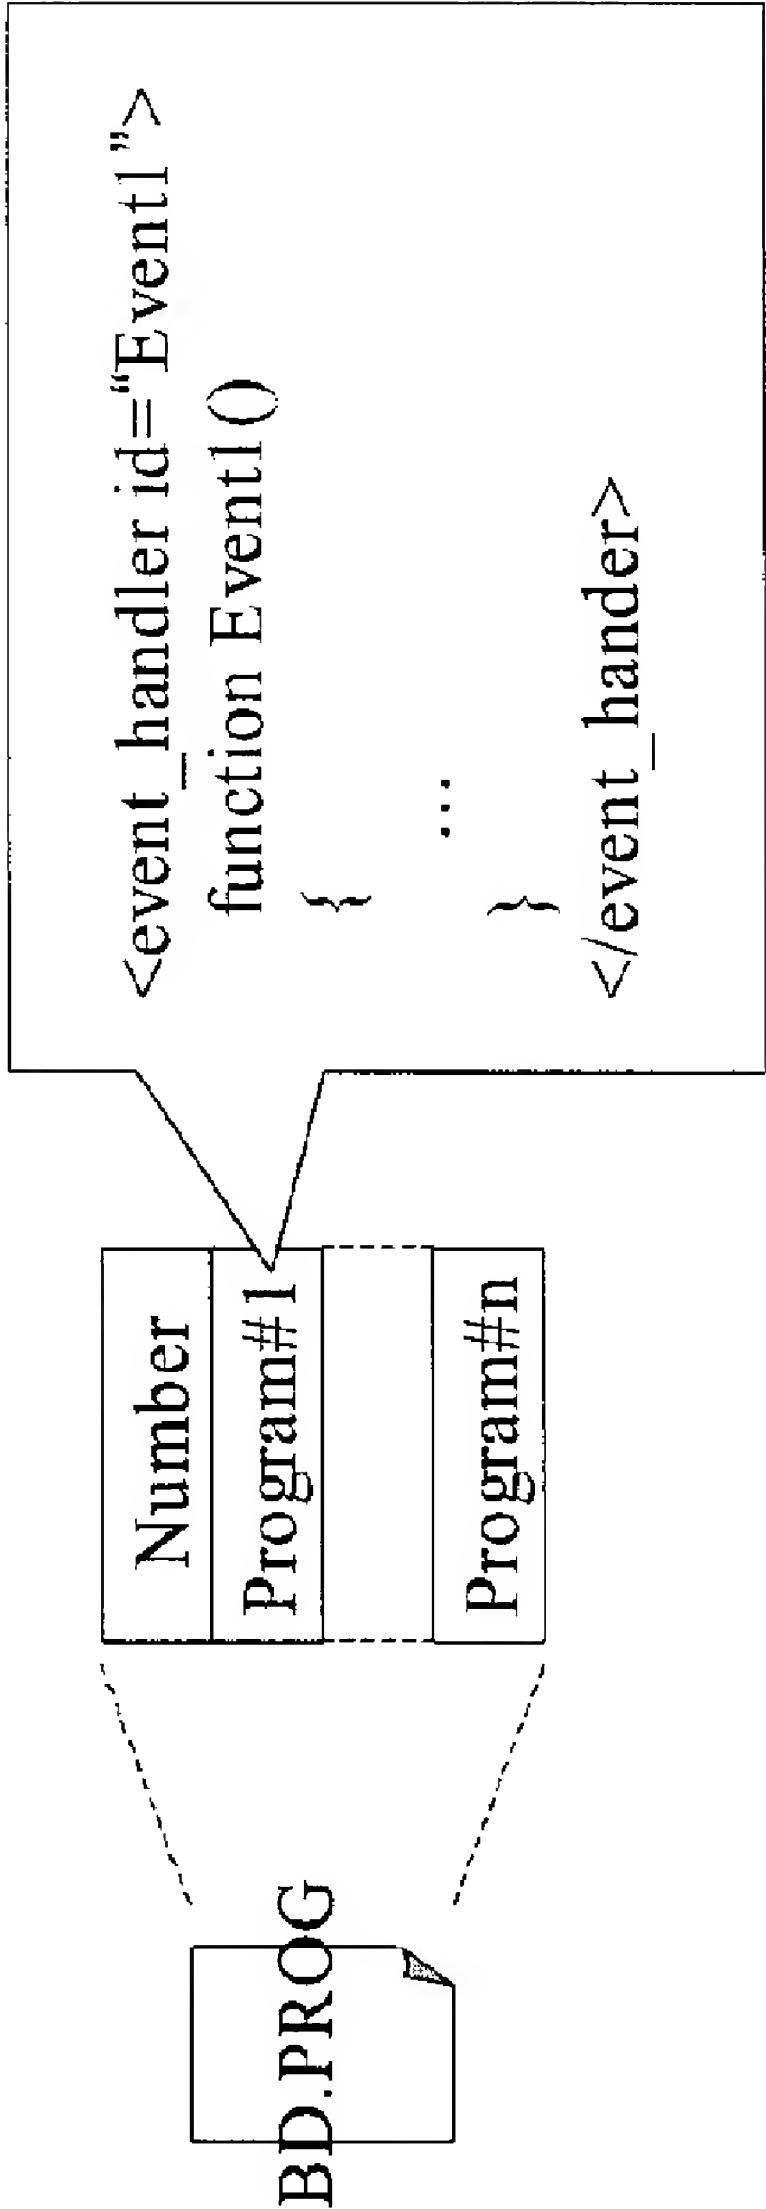 BD.PROG
Number
Program#1
Program#n
<event_handler id=“Event1”>
function Event1()
{
...
}
</event_hander>